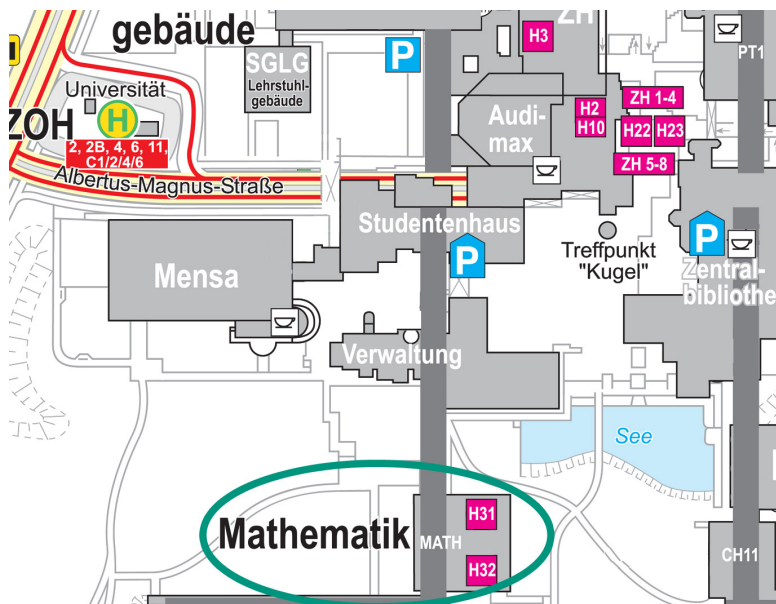 gebäude
P
SGLG
Lehrstuhl-
gebäude
H3
ZH
PT1
Universität
H
ZOH
2, 2B, 4, 6, 11,
C1/2/4/6
Albertus-Magnus-Straße
Audi-
max
H2
H10
ZH 1-4
H22
H23
ZH 5-8
Studentenhaus
P
Mensa
Treffpunkt
"Kugel"
P
Zentral-
bibliothe
Verwaltung
See
Mathematik
MATH
H31
H32
CH11